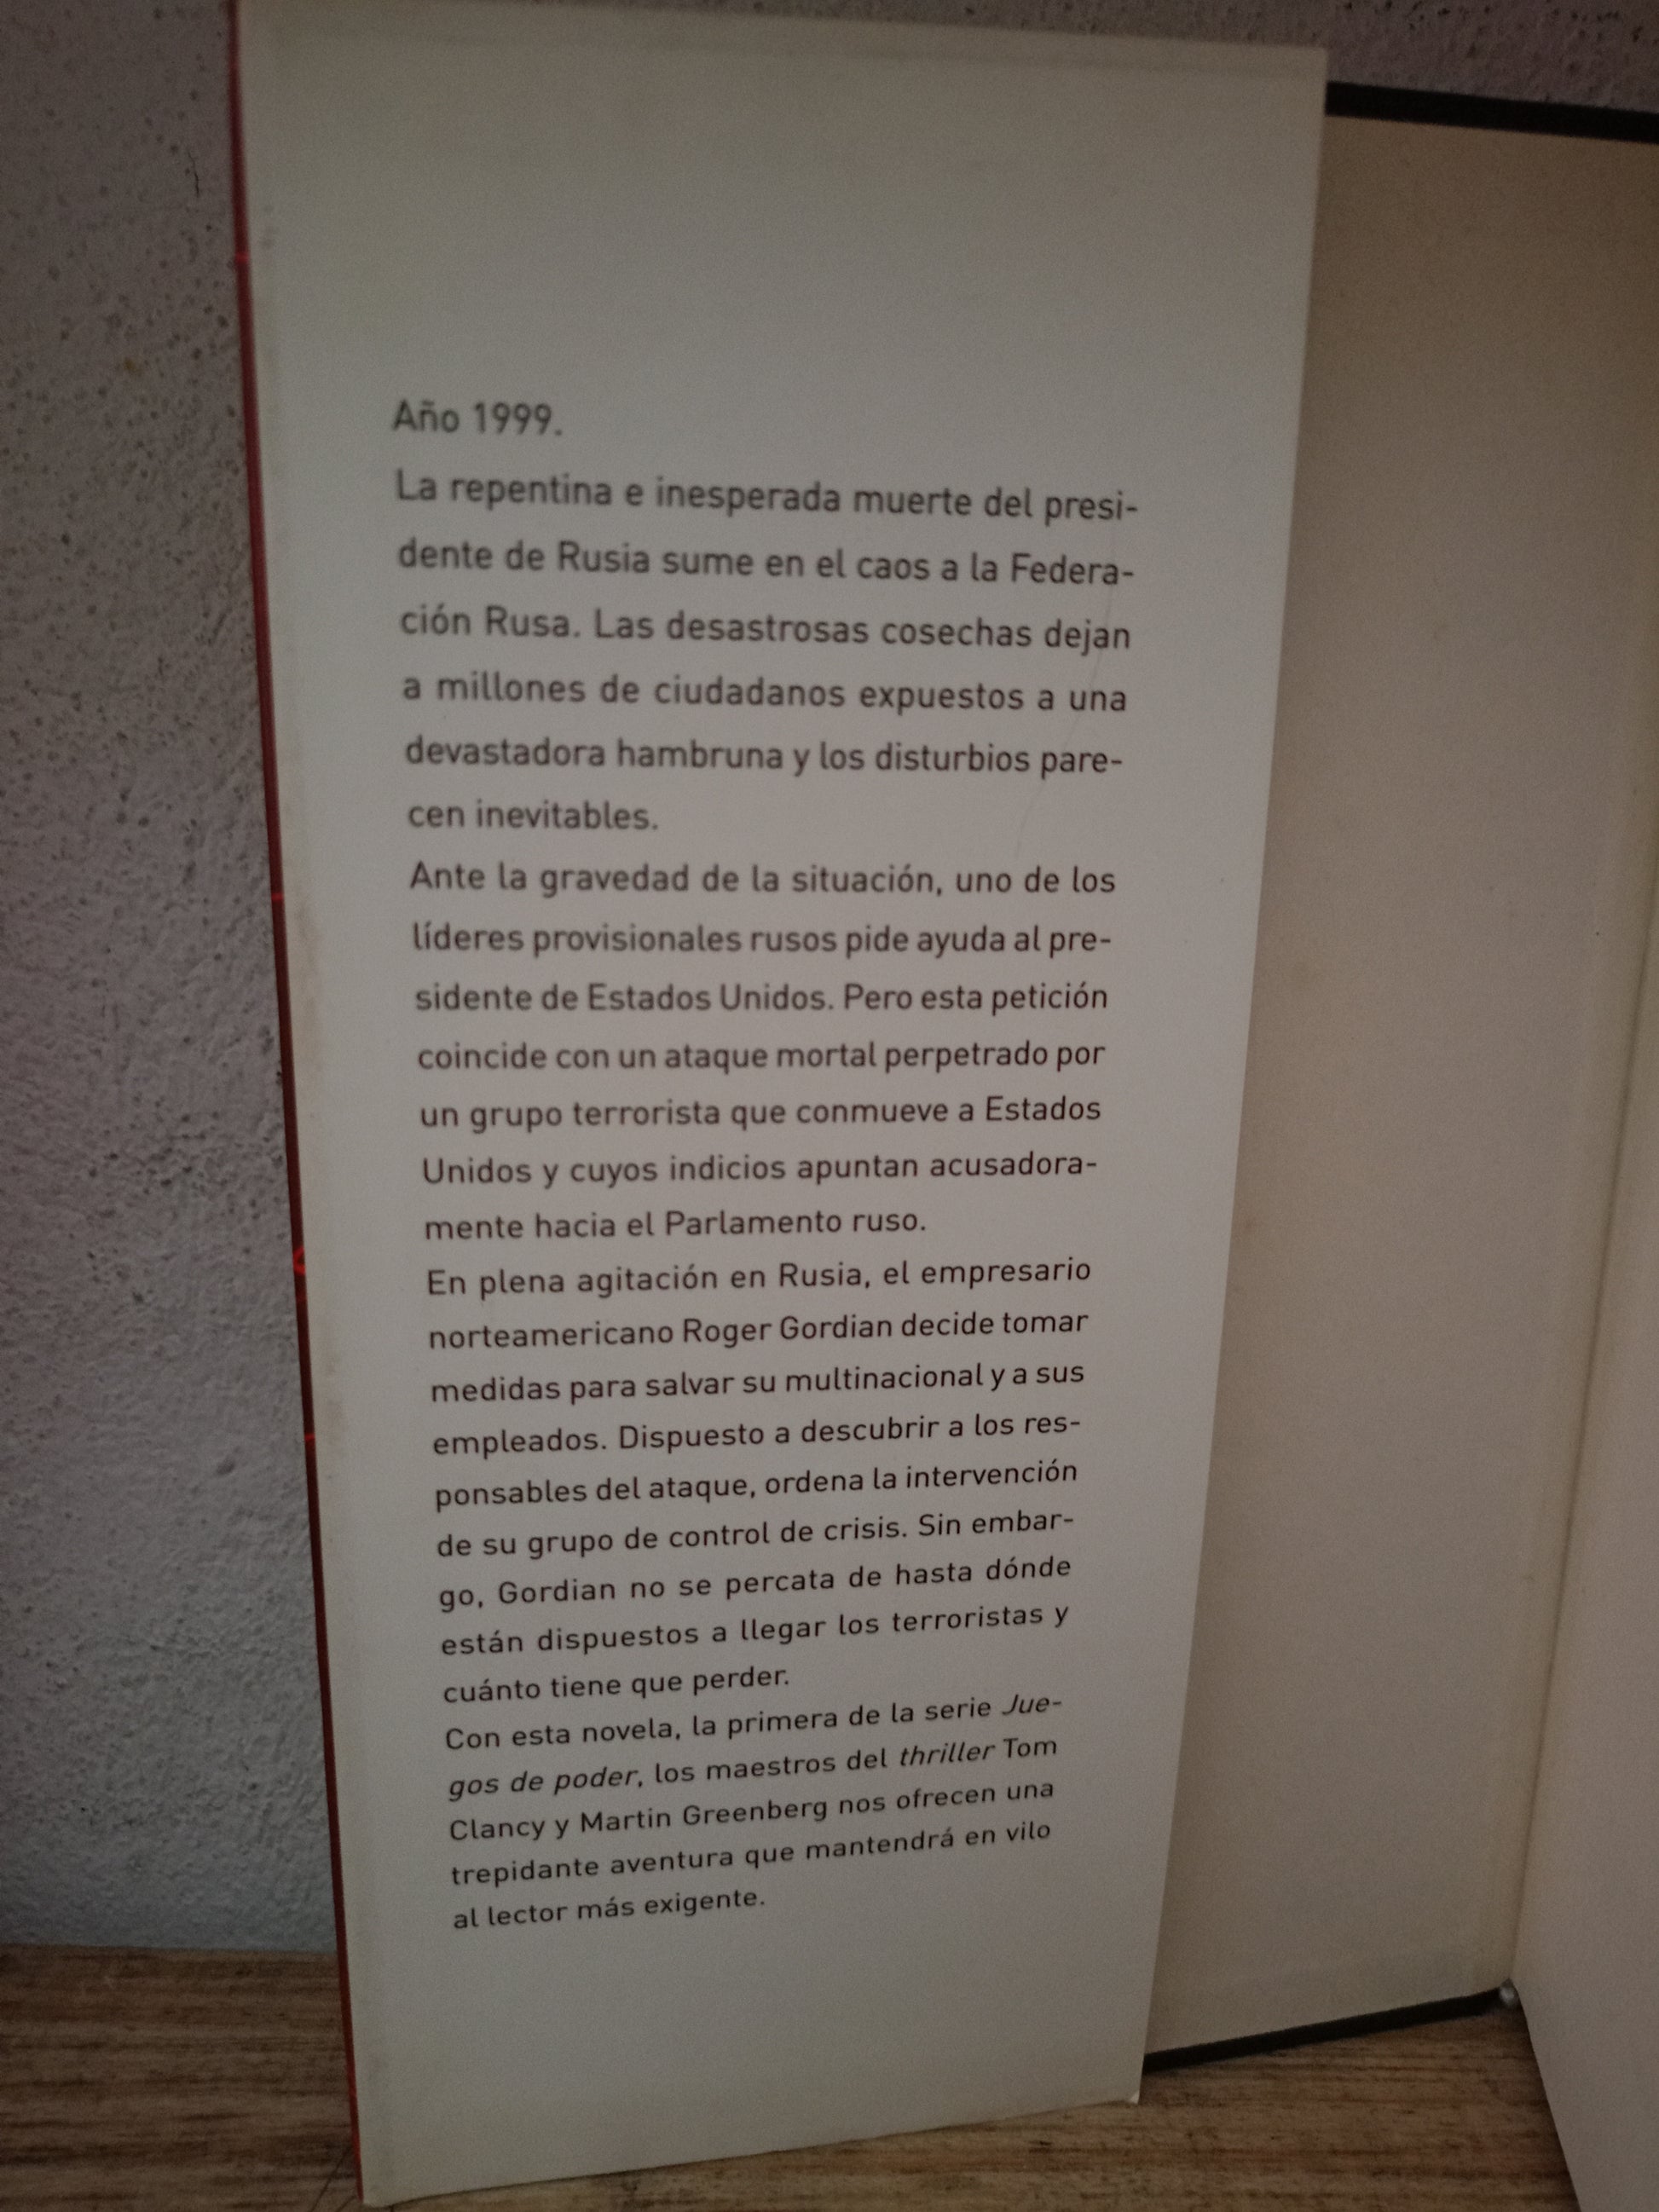 Año 1999.
La repentina e inesperada muerte del presi-
dente de Rusia sume en el caos a la Federa-
ción Rusa. Las desastrosas cosechas dejan
a millones de ciudadanos expuestos a una
devastadora hambruna y los disturbios pare-
cen inevitables.
Ante la gravedad de la situación, uno de los
líderes provisionales rusos pide ayuda al pre-
sidente de Estados Unidos. Pero esta petición
coincide con un ataque mortal perpetrado por
un grupo terrorista que conmueve a Estados
Unidos y cuyos indicios apuntan acusadora-
mente hacia el Parlamento ruso.
En plena agitación en Rusia, el empresario
norteamericano Roger Gordian decide tomar
medidas para salvar su multinacional y a sus
empleados. Dispuesto a descubrir a los res-
ponsables del ataque, ordena la intervención
de su grupo de control de crisis. Sin embar-
go, Gordian no se percata de hasta dónde
están dispuestos a llegar los terroristas y
cuánto tiene que perder.
Con esta novela, la primera de la serie Jue-
gos de poder, los maestros del thriller Tom
Clancy y Martin Greenberg nos ofrecen una
trepidante aventura que mantendrá en vilo
al lector más exigente.